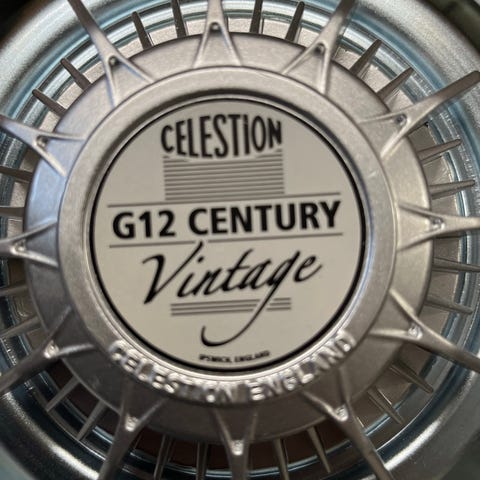 CELESTION
G12 CENTURY
Vintage
IPSWICH, ENGLAND
CELESTION ENGLAND